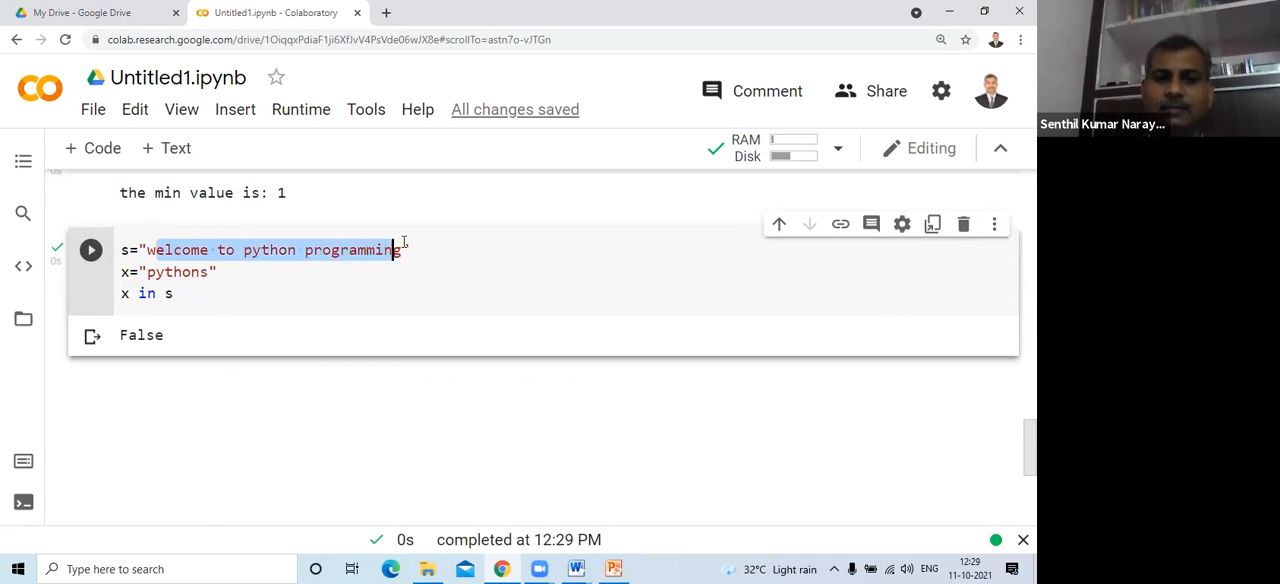 My Drive - Google Drive
Untitled1.ipynb - Colaboratory
colab.research.google.com/drive/1OiqqxPdiaF1ji6XfJvV4PsVde06wJX8e#scrollTo=astn7o-vJTGn
Untitled1.ipynb
File Edit View Insert Runtime Tools Help All changes saved
Comment Share
+ Code + Text
RAM
Disk
Editing
Senthil Kumar Naray...
0s
the min value is: 1
0s
s="welcome to python programming"
x="pythons"
x in s
False
0s completed at 12:29 PM
Type here to search
32°C Light rain
ENG
12:29
11-10-2021